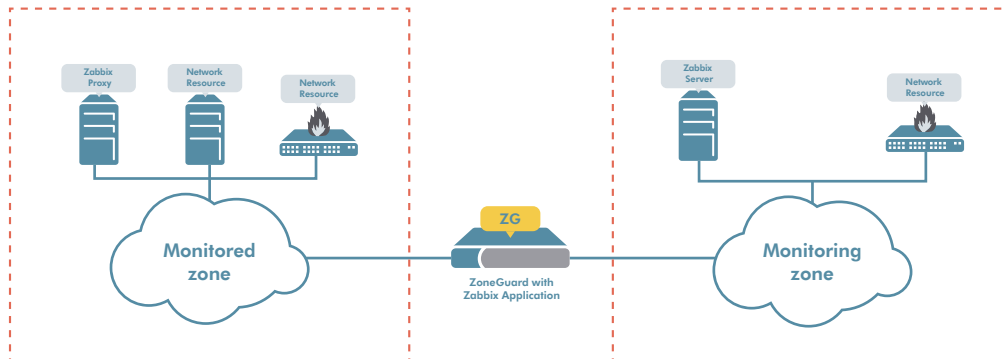 Zabbix
Proxy
Network
Resource
Network
Resource
Zabbix
Server
Network
Resource
ZG
Monitored
zone
ZoneGuard with
Zabbix Application
Monitoring
zone